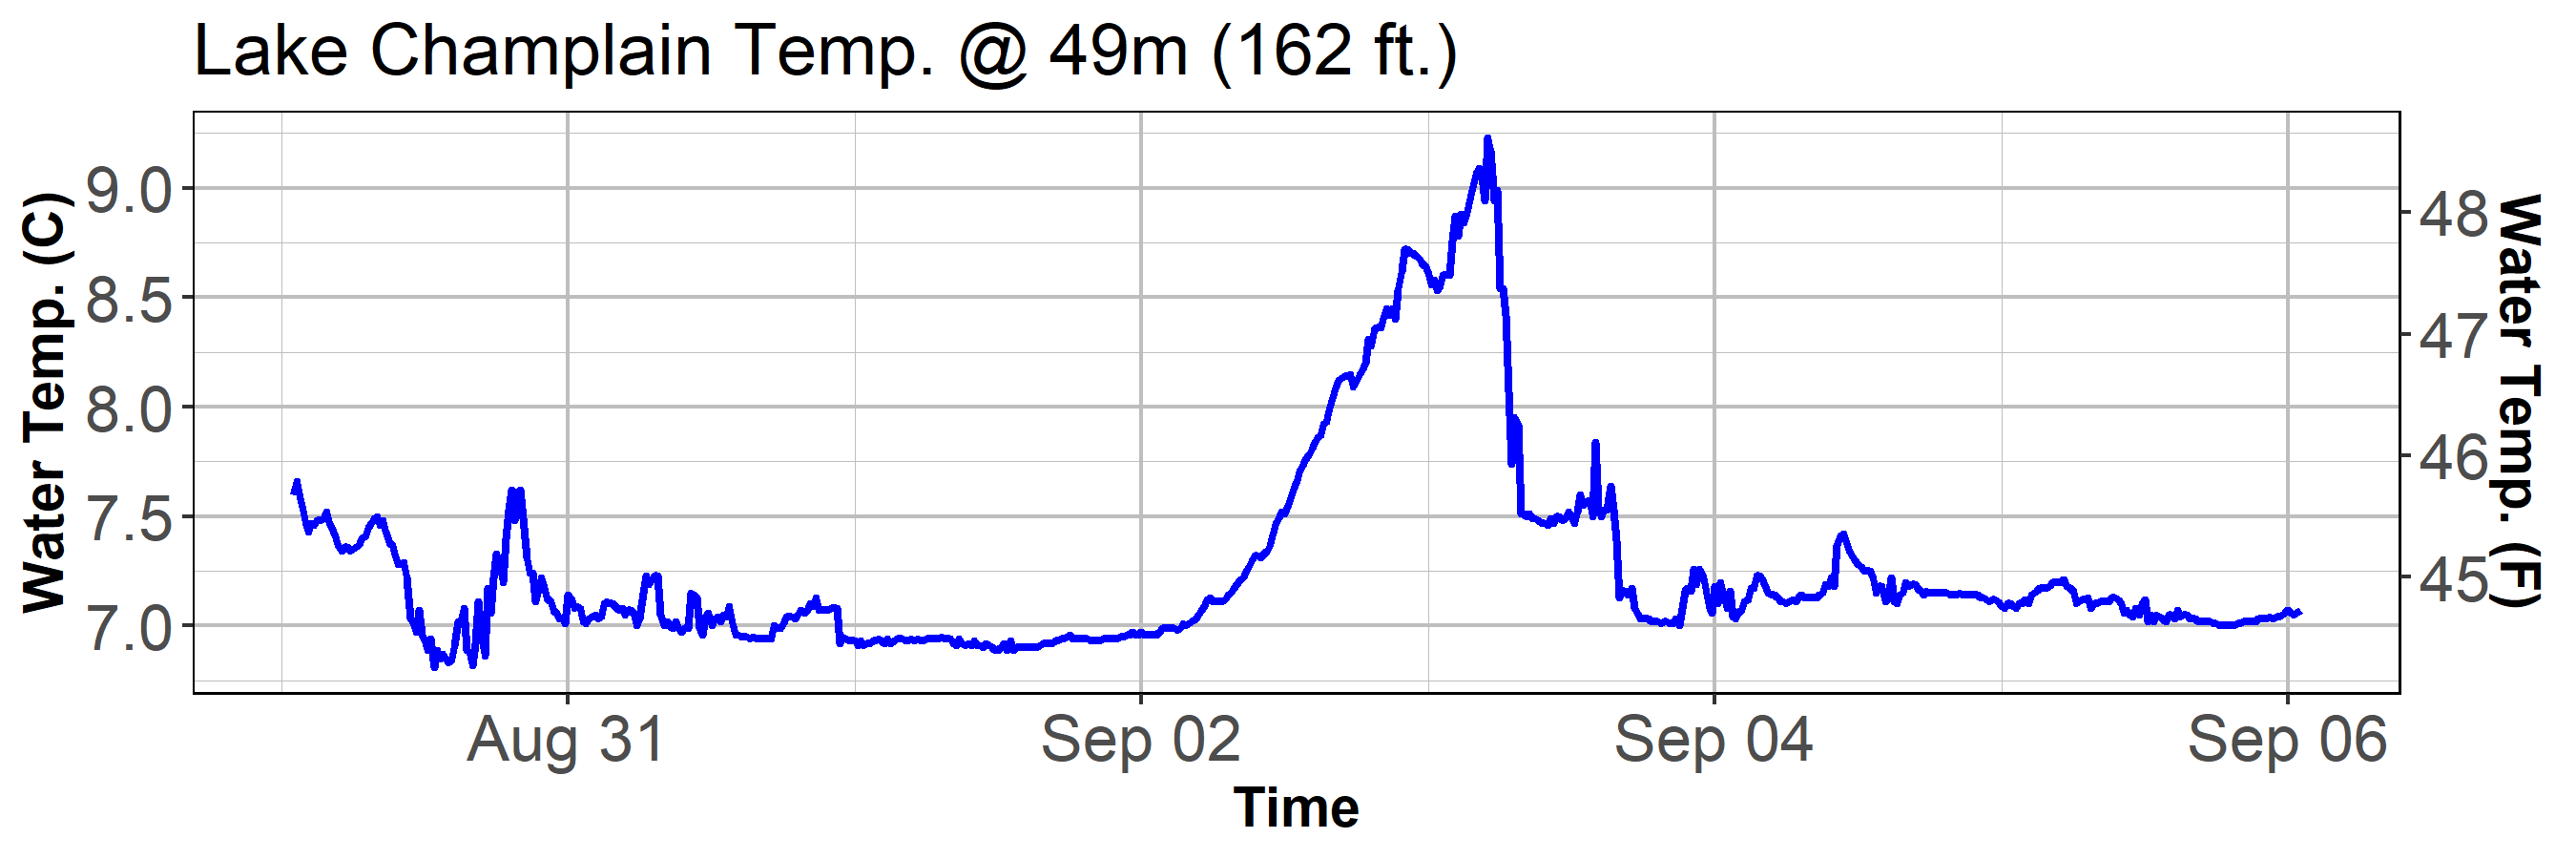 Lake Champlain Temp. @ 49m (162 ft.)
Water Temp. (C)
9.0
8.5
8.0
7.5
7.0
48
47
46
45
Water Temp. (F)
Aug 31
Sep 02
Sep 04
Sep 06
Time